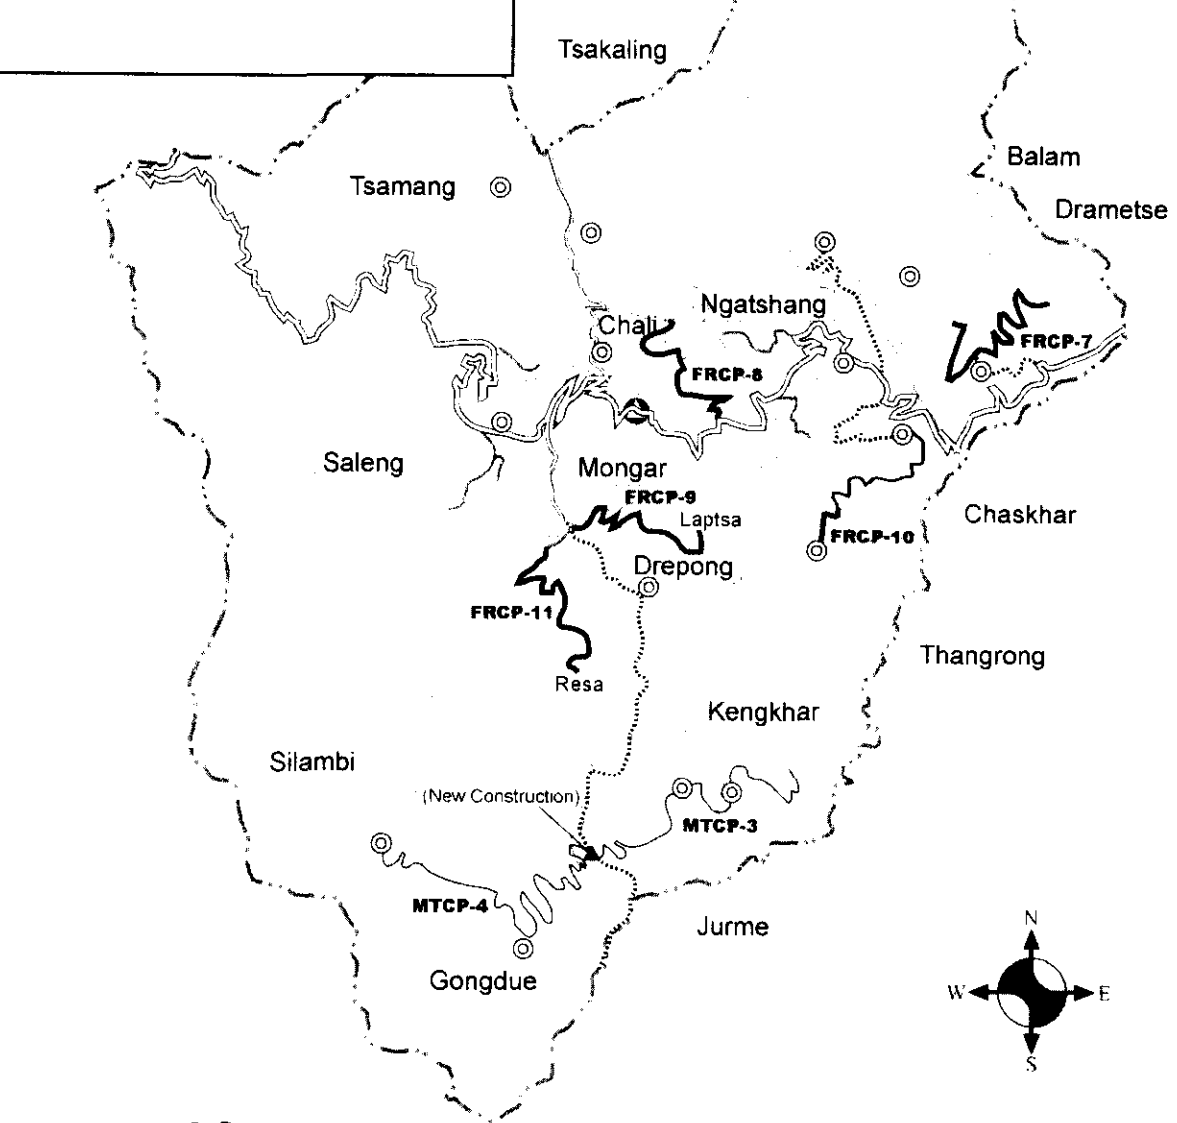 Tsakaling
Balam
Tsamang
Drametse
Ngatshang
Chali
FRCP-7
FRCP-8
Saleng
Mongar
FRCP-9
Laptsa
Chaskhar
FRCP-10
Drepong
FRCP-11
Thangrong
Resa
Kengkhar
Silambi
(New Construction)
MTCP-3
MTCP-4
Jurme
N
Gongdue
W E
S